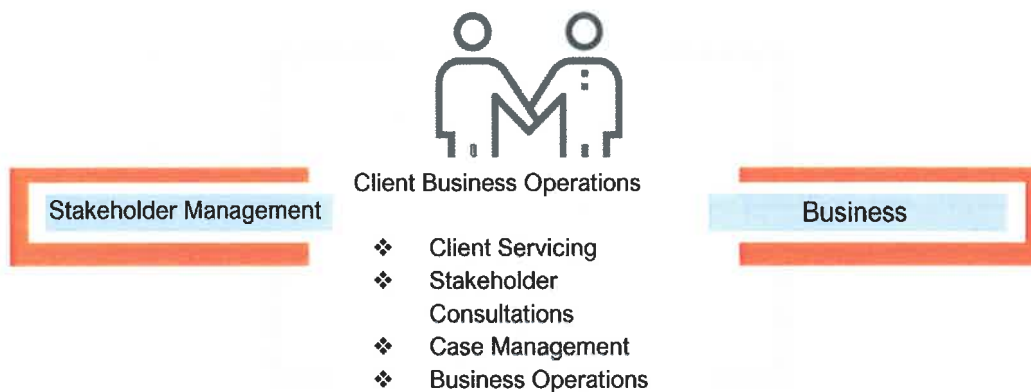 Client Business Operations
Stakeholder Management
Business
❖ Client Servicing
❖ Stakeholder
Consultations
❖ Case Management
❖ Business Operations